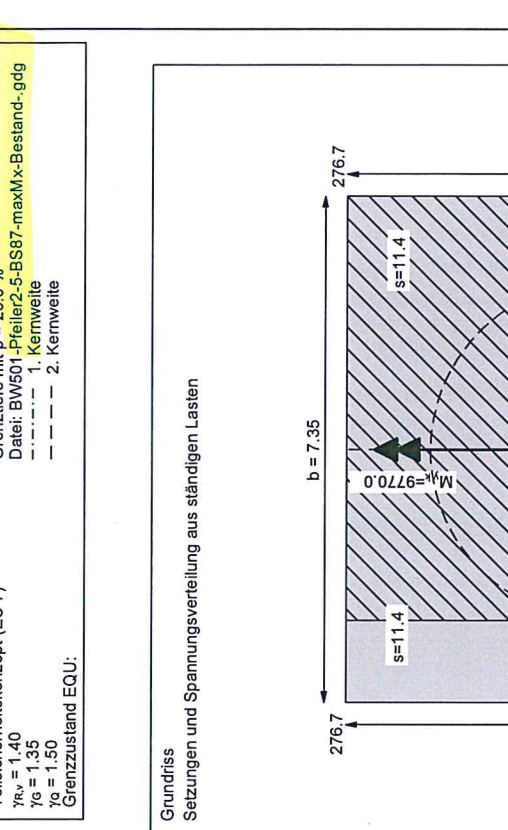 γR,v = 1.40
γG = 1.35
γQ = 1.50
Grenzzustand EQU:
Datei: BW501-Pfeiler2-5-BS87-maxMx-Bestand-.gdg
1. Kernweite
2. Kernweite
Grundriss
Setzungen und Spannungsverteilung aus ständigen Lasten
b = 7.35
276.7
276.7
s=11.4
s=11.4
My,k=9770.0